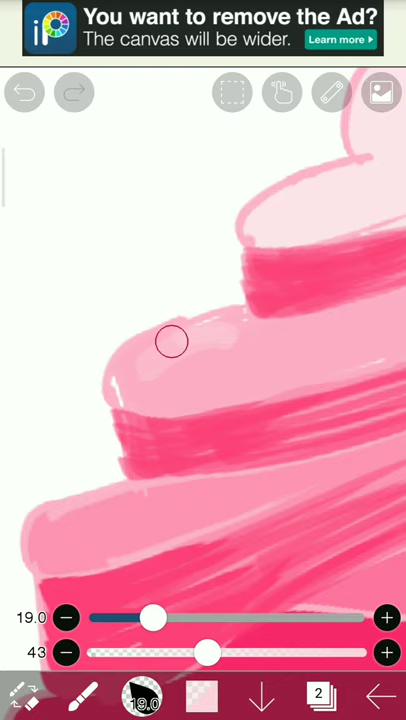 iP
You want to remove the Ad?
The canvas will be wider.
Learn more ▸
19.0
43
19.0
2